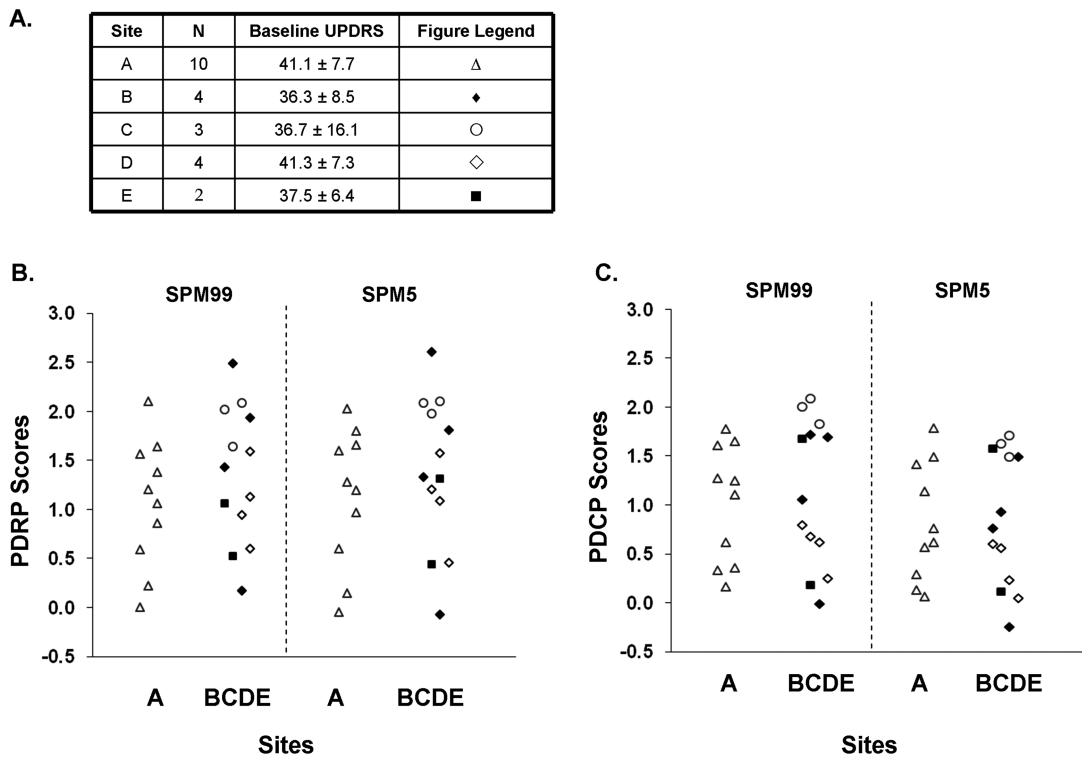 A.
Site N Baseline UPDRS Figure Legend
A 10 41.1 ± 7.7
B 4 36.3 ± 8.5
C 3 36.7 ± 16.1
D 4 41.3 ± 7.3
E 2 37.5 ± 6.4
B.
SPM99 SPM5
PDRP Scores
3.0
2.5
2.0
1.5
1.0
0.5
0.0
-0.5
A BCDE A BCDE
Sites
C.
SPM99 SPM5
PDCP Scores
3.0
2.5
2.0
1.5
1.0
0.5
0.0
-0.5
A BCDE A BCDE
Sites